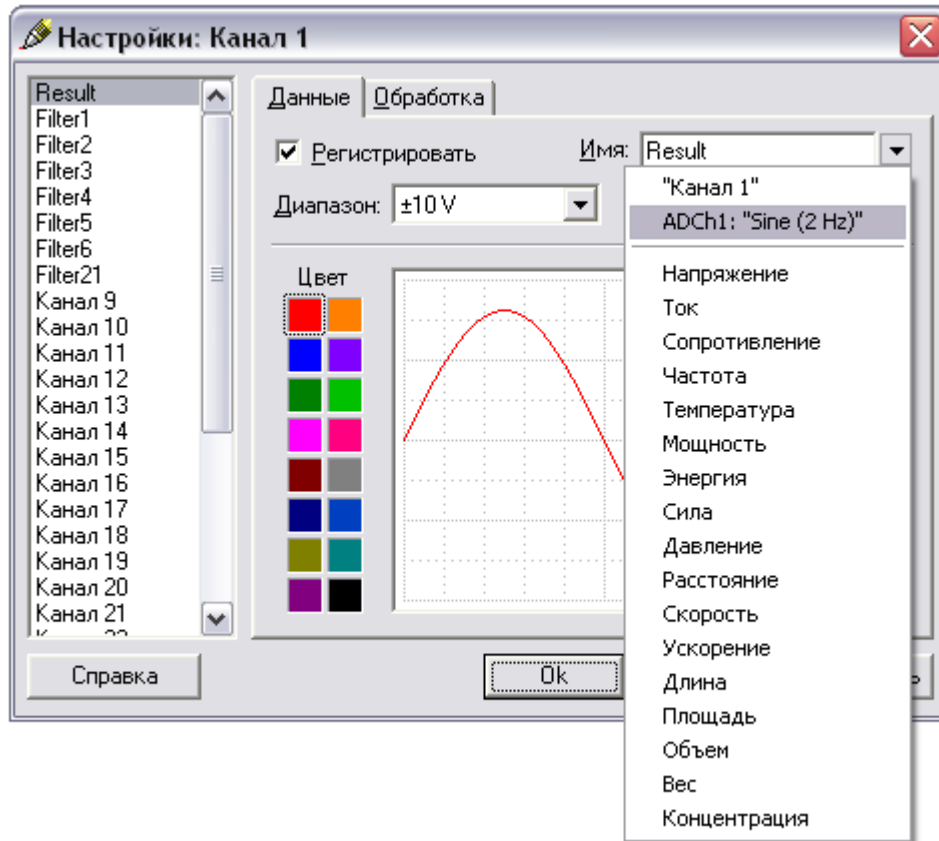 Настройки: Канал 1
Result
Filter1
Filter2
Filter3
Filter4
Filter5
Filter6
Filter21
Канал 9
Канал 10
Канал 11
Канал 12
Канал 13
Канал 14
Канал 15
Канал 16
Канал 17
Канал 18
Канал 19
Канал 20
Канал 21
Данные
Обработка
Регистрировать
Имя: Result
Диапазон: ±10 V
Цвет
"Канал 1"
ADCh1: "Sine (2 Hz)"
Напряжение
Ток
Сопротивление
Частота
Температура
Мощность
Энергия
Сила
Давление
Расстояние
Скорость
Ускорение
Длина
Площадь
Объем
Вес
Концентрация
Справка
Ok